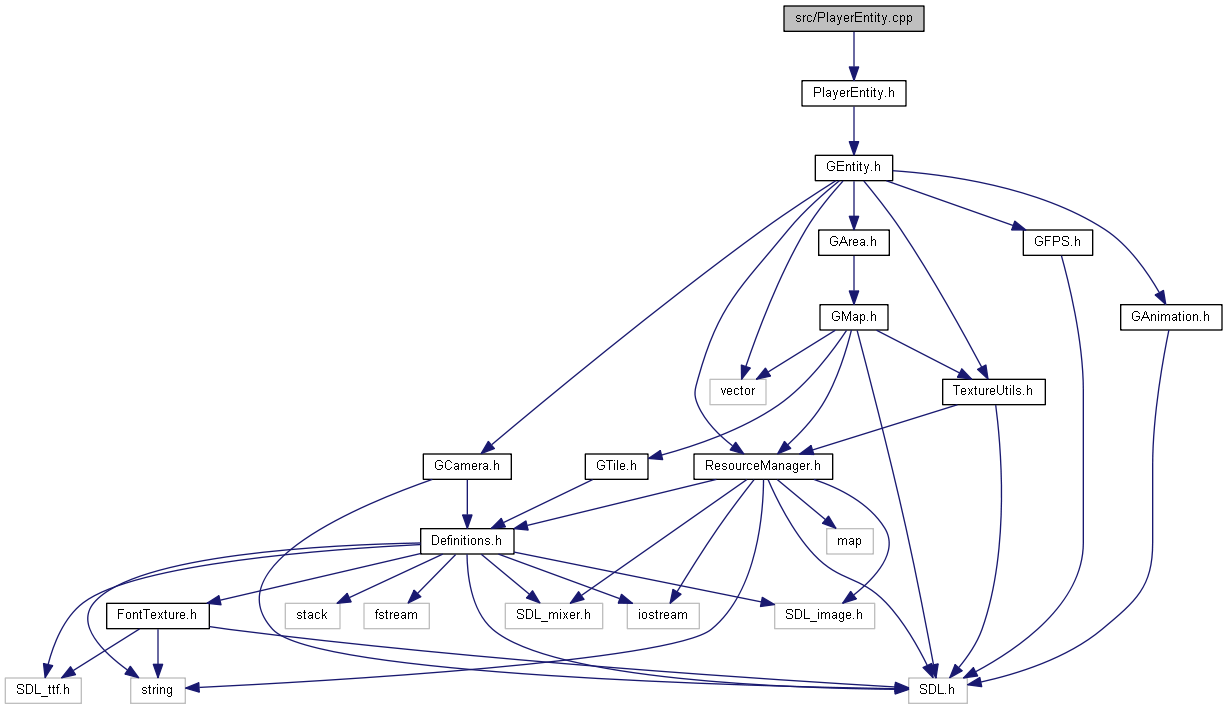 src/PlayerEntity.cpp
PlayerEntity.h
GEntity.h
GArea.h
GFPS.h
GMap.h
GAnimation.h
vector
TextureUtils.h
GCamera.h
GTile.h
ResourceManager.h
Definitions.h
map
FontTexture.h
stack
fstream
SDL_mixer.h
iostream
SDL_image.h
SDL_ttf.h
string
SDL.h